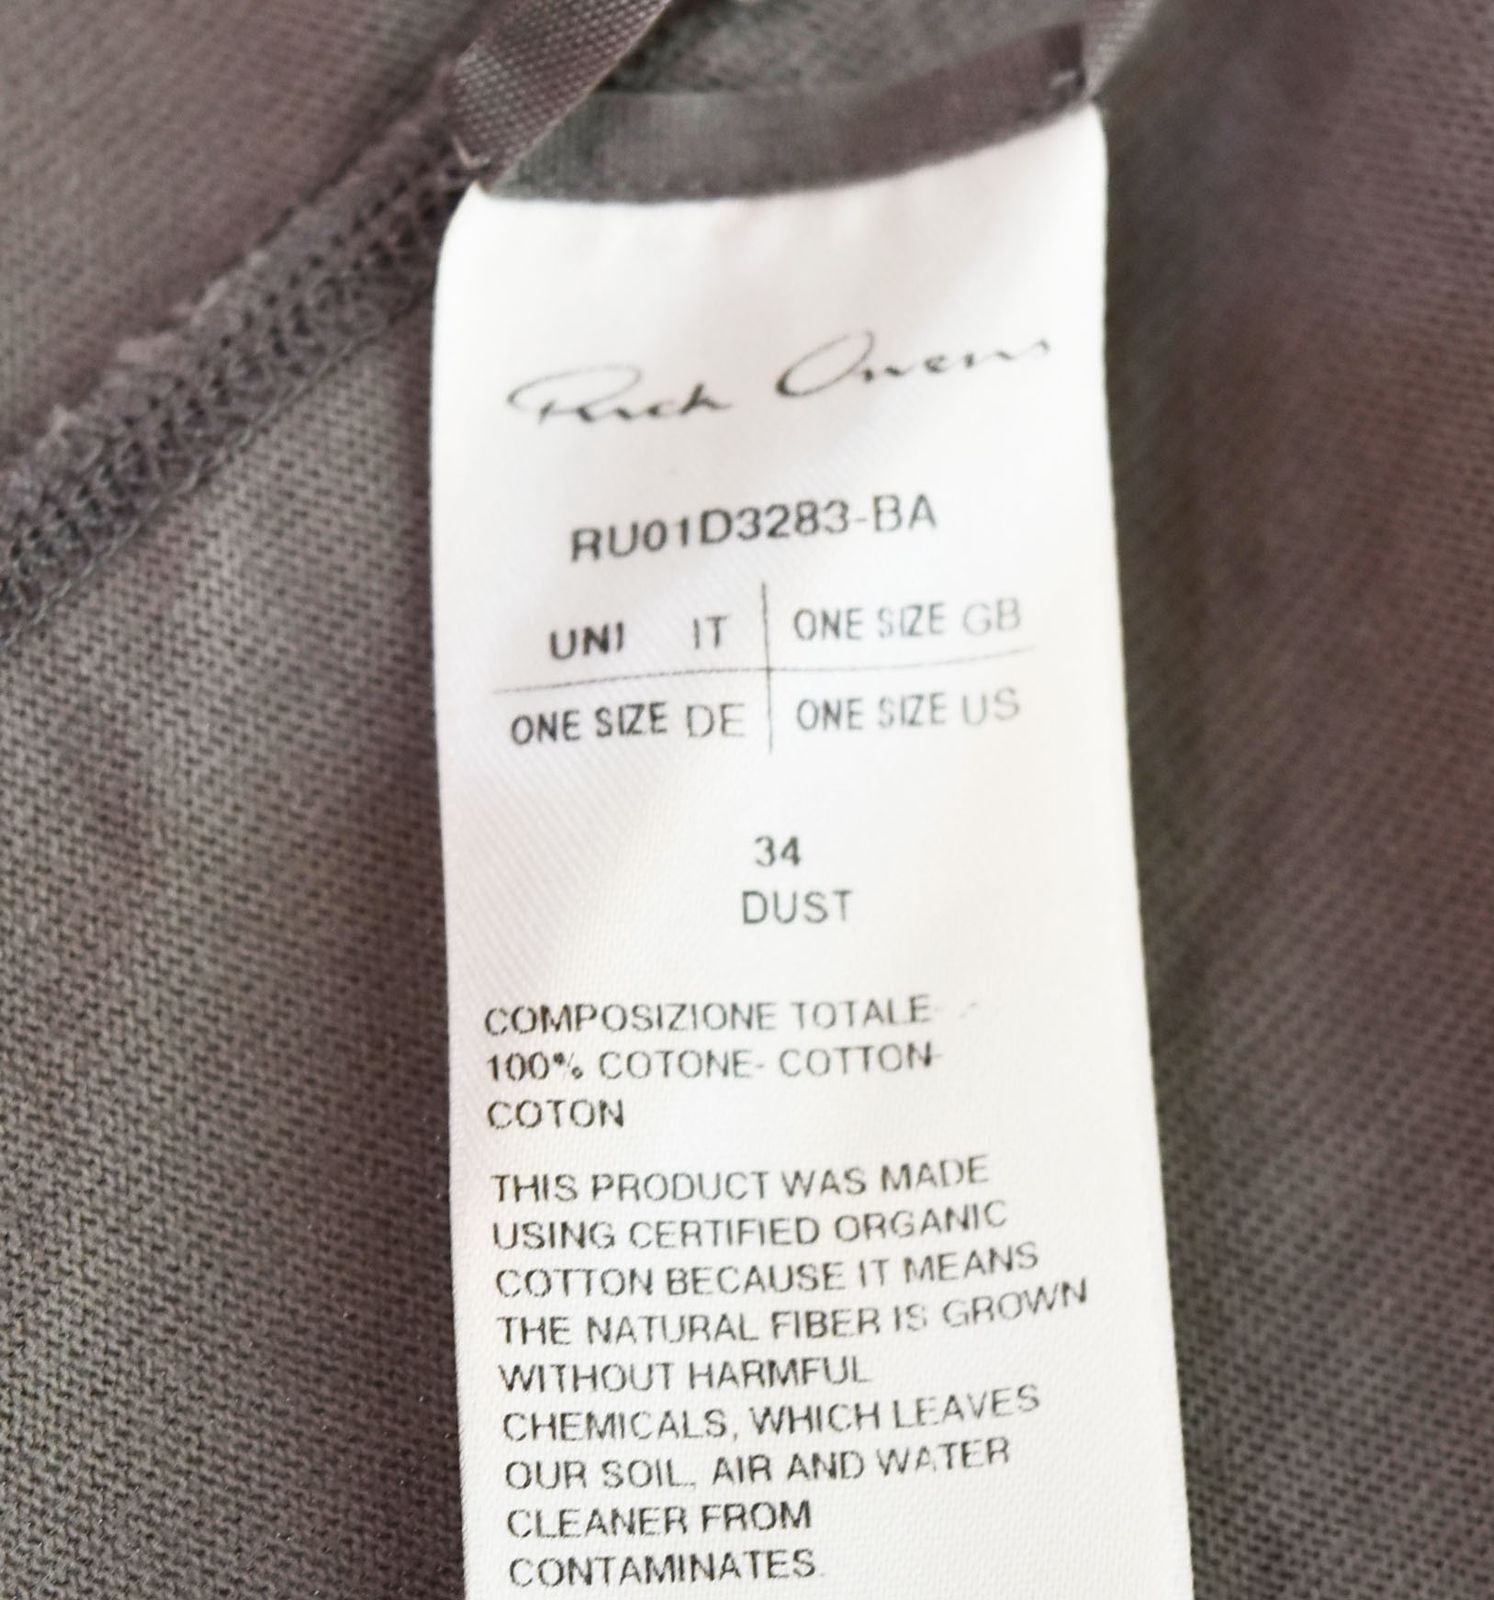 Rick Owens
RU01D3283-BA
UNI IT ONE SIZE GB
ONE SIZE DE ONE SIZE US
34
DUST
COMPOSIZIONE TOTALE-
100% COTONE- COTTON-
COTON
THIS PRODUCT WAS MADE
USING CERTIFIED ORGANIC
COTTON BECAUSE IT MEANS
THE NATURAL FIBER IS GROWN
WITHOUT HARMFUL
CHEMICALS, WHICH LEAVES
OUR SOIL, AIR AND WATER
CLEANER FROM
CONTAMINATES.